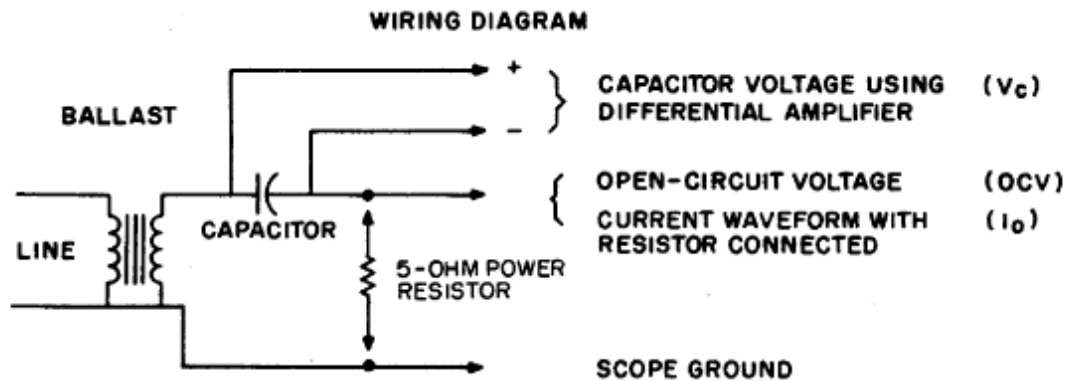 WIRING DIAGRAM
+
CAPACITOR VOLTAGE USING (Vc)
DIFFERENTIAL AMPLIFIER
−
BALLAST
OPEN-CIRCUIT VOLTAGE (OCV)
CAPACITOR
CURRENT WAVEFORM WITH (Io)
RESISTOR CONNECTED
LINE
5-OHM POWER
RESISTOR
SCOPE GROUND